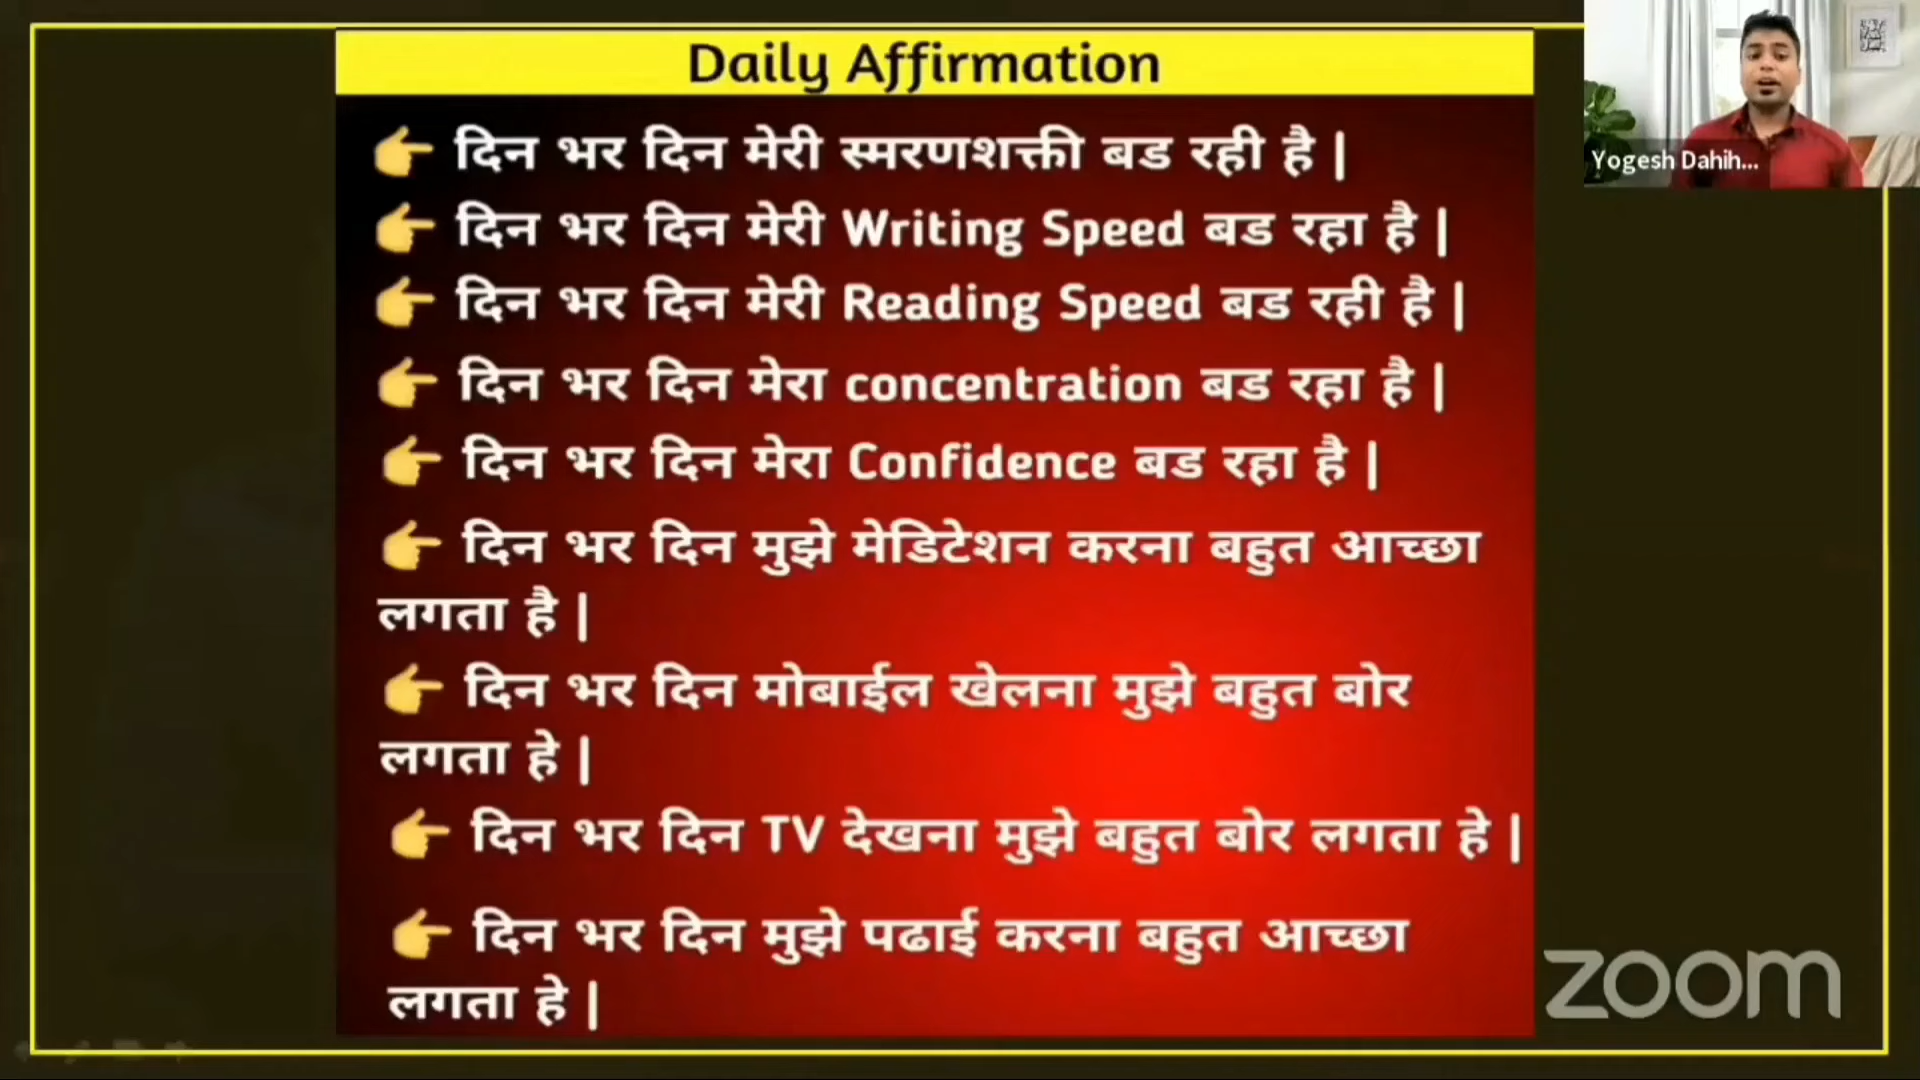 Daily Affirmation
Yogesh Dahih...
👉 दिन भर दिन मेरी स्मरणशक्ती बड रही है |
👉 दिन भर दिन मेरी Writing Speed बड रहा है |
👉 दिन भर दिन मेरी Reading Speed बड रही है |
👉 दिन भर दिन मेरा concentration बड रहा है |
👉 दिन भर दिन मेरा Confidence बड रहा है |
👉 दिन भर दिन मुझे मेडिटेशन करना बहुत आच्छा
लगता है |
👉 दिन भर दिन मोबाईल खेलना मुझे बहुत बोर
लगता हे |
👉 दिन भर दिन TV देखना मुझे बहुत बोर लगता हे |
👉 दिन भर दिन मुझे पढाई करना बहुत आच्छा
लगता हे |
zoom